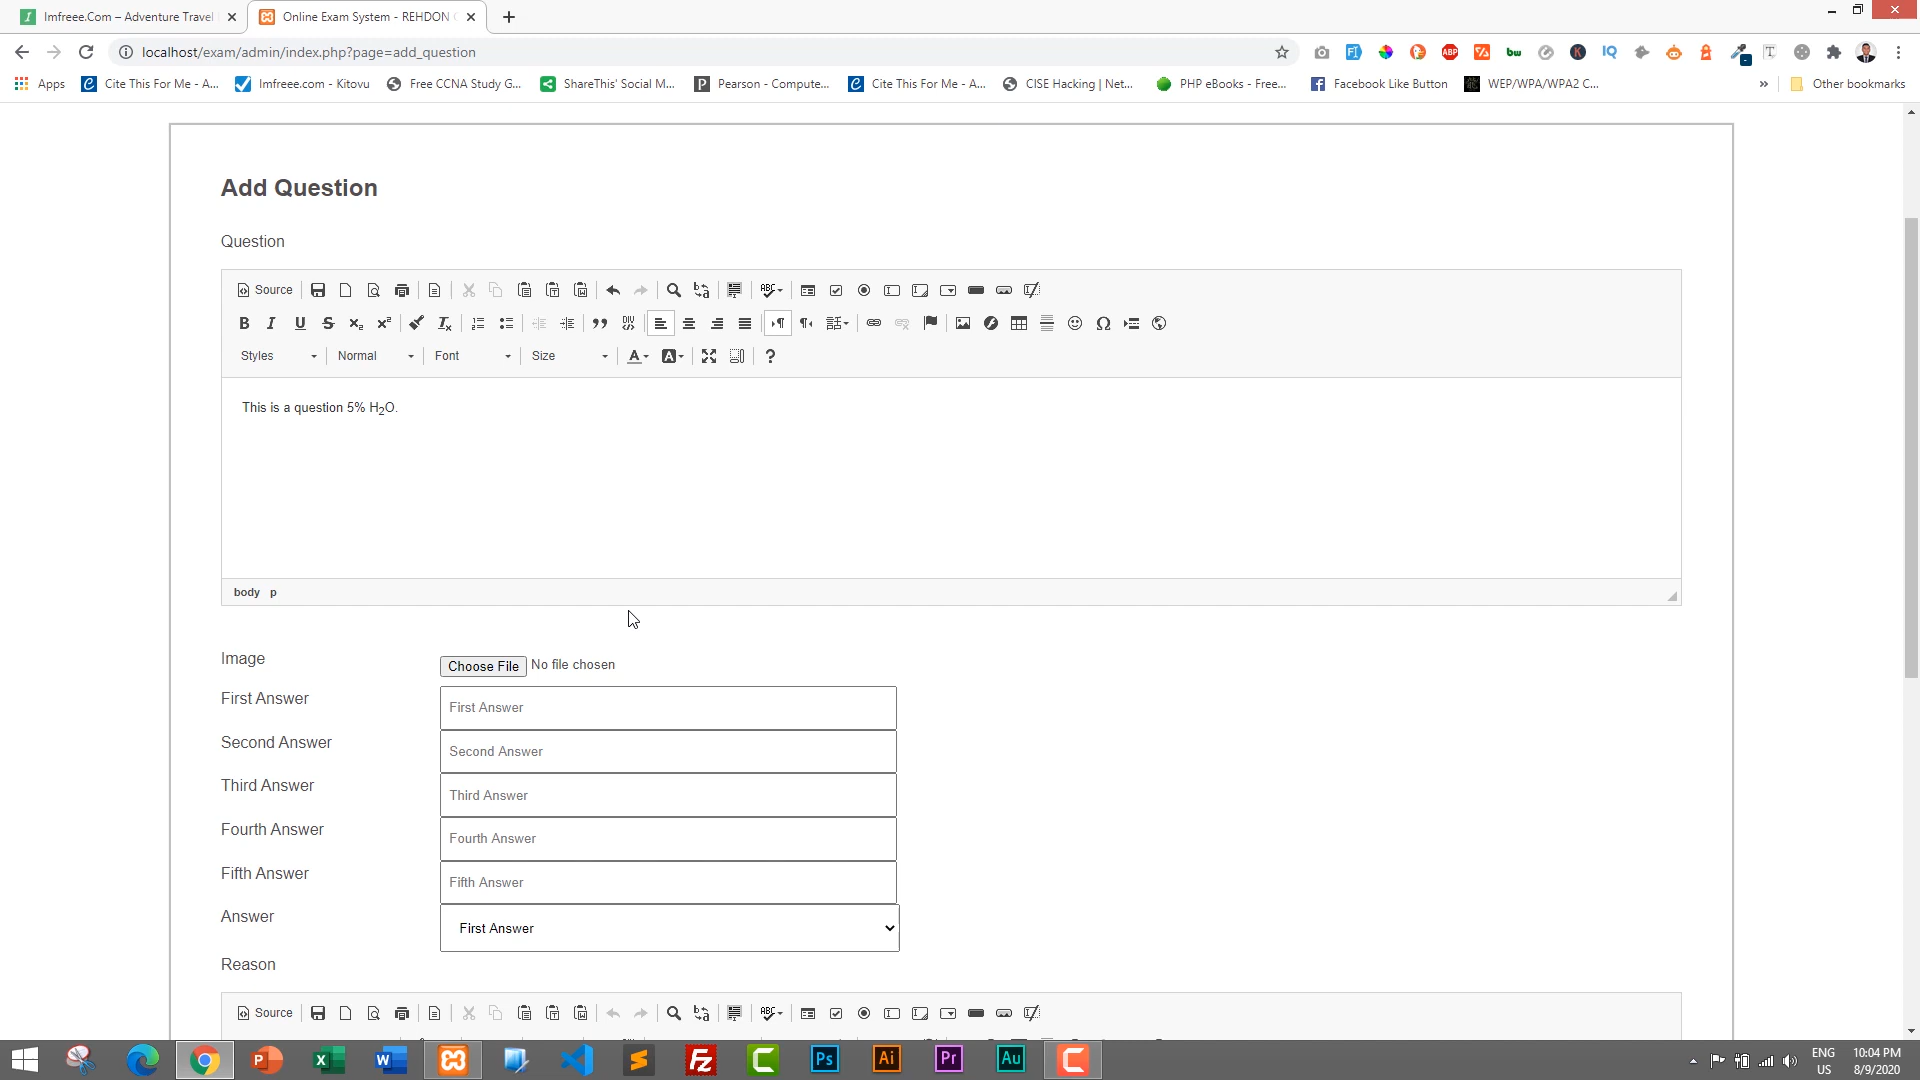 Imfreee.Com – Adventure Travel
Online Exam System - REHDON
localhost/exam/admin/index.php?page=add_question
Apps
Cite This For Me - A...
Imfreee.com - Kitovu
Free CCNA Study G...
ShareThis' Social M...
Pearson - Compute...
Cite This For Me - A...
CISE Hacking | Net...
PHP eBooks - Free...
Facebook Like Button
WEP/WPA/WPA2 C...
Other bookmarks
Add Question
Question
Source
Styles
Normal
Font
Size
This is a question 5% H₂O.
body p
Image
Choose File No file chosen
First Answer
First Answer
Second Answer
Second Answer
Third Answer
Third Answer
Fourth Answer
Fourth Answer
Fifth Answer
Fifth Answer
Answer
First Answer
Reason
Source
ENG
US
10:04 PM
8/9/2020